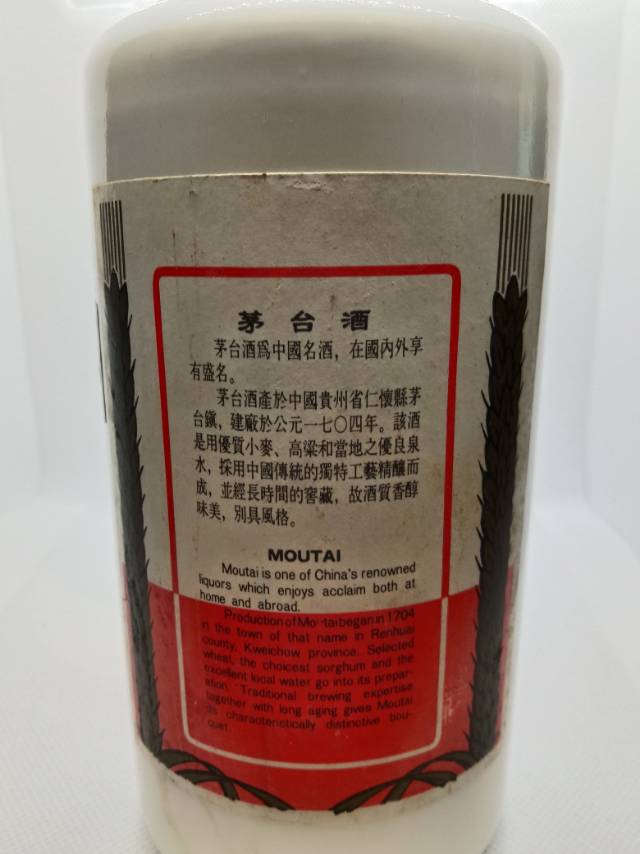 茅台酒
茅台酒爲中國名酒，在國內外享
有盛名。
茅台酒產於中國貴州省仁懷縣茅
台鎭，建廠於公元一七〇四年。該酒
是用優質小麥、高粱和當地之優良泉
水，採用中國傳統的獨特工藝精釀而
成，並經長時間的窖藏，故酒質香醇
味美，別具風格。
MOUTAI
Moutai is one of China's renowned
liquors which enjoys acclaim both at
home and abroad.
Production of Moutai began in 1704
in the town of that name in Renhuai
county, Kweichow province. Selected
wheat, the choicest sorghum and the
excellent local water go into its prepar-
ation. Traditional brewing expertise
together with long aging gives Moutai
its characterictically distinctive bou-
quet.